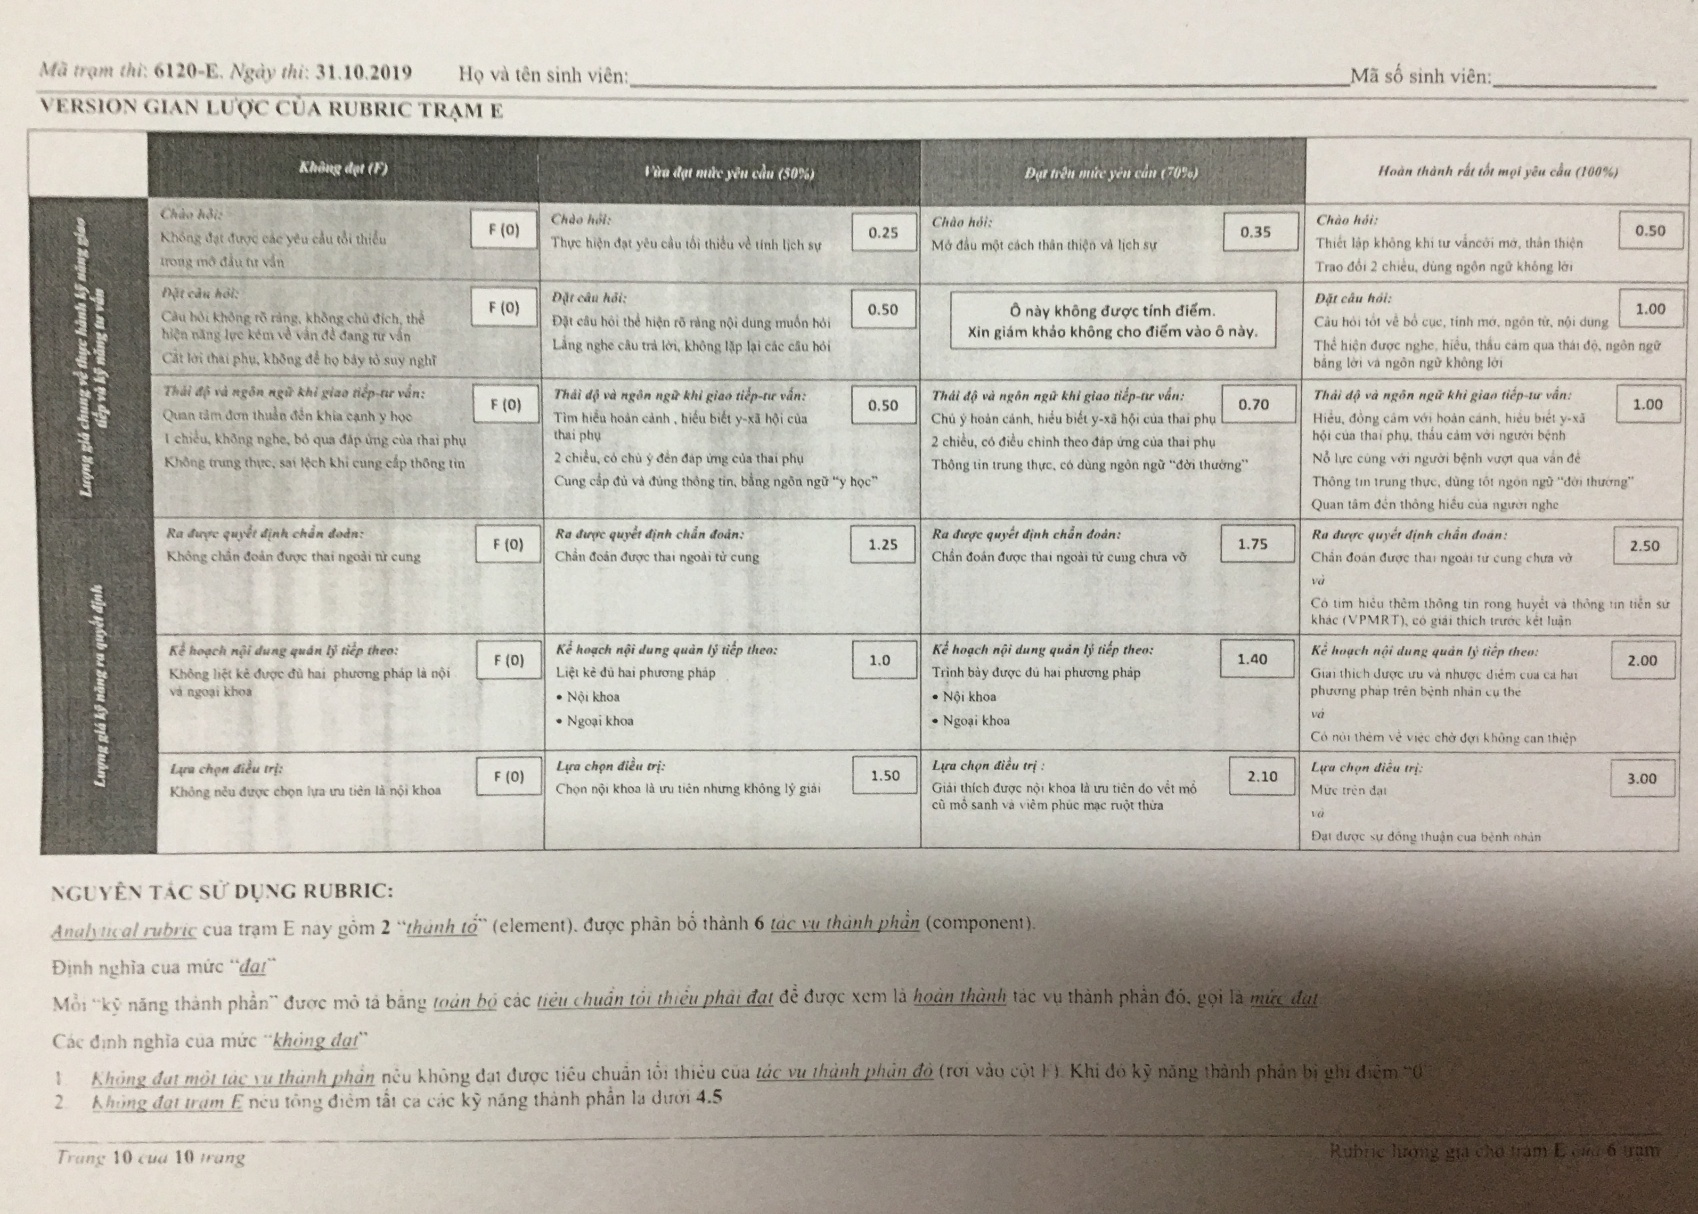 Mã trạm thi: 6120-E. Ngày thi: 31.10.2019 Họ và tên sinh viên: Mã số sinh viên:
VERSION GIẢN LƯỢC CỦA RUBRIC TRẠM E
Không đạt (F)
Vừa đạt mức yêu cầu (50%)
Đạt trên mức yêu cầu (70%)
Hoàn thành rất tốt mọi yêu cầu (100%)
Lượng giá chung về thực hành kỹ năng giao
tiếp và kỹ năng tư vấn
Chào hỏi:
F (0)
Không đạt được các yêu cầu tối thiểu
trong mở đầu tư vấn
Chào hỏi:
0.25
Thực hiện đạt yêu cầu tối thiểu về tính lịch sự
Chào hỏi:
0.35
Mở đầu một cách thân thiện và lịch sự
Chào hỏi:
0.50
Thiết lập không khí tư vấncởi mở, thân thiện
Trao đổi 2 chiều, dùng ngôn ngữ không lời
Đặt câu hỏi:
F (0)
Câu hỏi không rõ ràng, không chủ đích, thể
hiện năng lực kém về vấn đề đang tư vấn
Cắt lời thai phụ, không để họ bày tỏ suy nghĩ
Đặt câu hỏi:
0.50
Đặt câu hỏi thể hiện rõ ràng nội dung muốn hỏi
Lắng nghe câu trả lời, không lặp lại các câu hỏi
Ô này không được tính điểm.
Xin giám khảo không cho điểm vào ô này.
Đặt câu hỏi:
1.00
Câu hỏi tốt về bố cục, tính mở, ngôn từ, nội dung
Thể hiện được nghe, hiểu, thấu cảm qua thái độ, ngôn ngữ
bằng lời và ngôn ngữ không lời
Thái độ và ngôn ngữ khi giao tiếp-tư vấn:
F (0)
Quan tâm đơn thuần đến khía cạnh y học
1 chiều, không nghe, bỏ qua đáp ứng của thai phụ
Không trung thực, sai lệch khi cung cấp thông tin
Thái độ và ngôn ngữ khi giao tiếp-tư vấn:
0.50
Tìm hiểu hoàn cảnh , hiểu biết y-xã hội của
thai phụ
2 chiều, có chú ý đến đáp ứng của thai phụ
Cung cấp đủ và đúng thông tin, bằng ngôn ngữ “y học”
Thái độ và ngôn ngữ khi giao tiếp-tư vấn:
0.70
Chú ý hoàn cảnh, hiểu biết y-xã hội của thai phụ
2 chiều, có điều chỉnh theo đáp ứng của thai phụ
Thông tin trung thực, có dùng ngôn ngữ “đời thường”
Thái độ và ngôn ngữ khi giao tiếp-tư vấn:
1.00
Hiểu, đồng cảm với hoàn cảnh, hiểu biết y-xã
hội của thai phụ, thấu cảm với người bệnh
Nỗ lực cùng với người bệnh vượt qua vấn đề
Thông tin trung thực, dùng tốt ngôn ngữ “đời thường”
Quan tâm đến thông hiểu của người nghe
Lượng giá kỹ năng ra quyết định
Ra được quyết định chẩn đoán:
F (0)
Không chẩn đoán được thai ngoài tử cung
Ra được quyết định chẩn đoán:
1.25
Chẩn đoán được thai ngoài tử cung
Ra được quyết định chẩn đoán:
1.75
Chẩn đoán được thai ngoài tử cung chưa vỡ
Ra được quyết định chẩn đoán:
2.50
Chẩn đoán được thai ngoài tử cung chưa vỡ
và
Có tìm hiểu thêm thông tin rong huyết và thông tin tiền sử
khác (VPMRT), có giải thích trước kết luận
Kế hoạch nội dung quản lý tiếp theo:
F (0)
Không liệt kê được đủ hai phương pháp là nội
và ngoại khoa
Kế hoạch nội dung quản lý tiếp theo:
1.0
Liệt kê đủ hai phương pháp
• Nội khoa
• Ngoại khoa
Kế hoạch nội dung quản lý tiếp theo:
1.40
Trình bày được đủ hai phương pháp
• Nội khoa
• Ngoại khoa
Kế hoạch nội dung quản lý tiếp theo:
2.00
Giải thích được ưu và nhược điểm của cả hai
phương pháp trên bệnh nhân cụ thể
và
Có nói thêm về việc chờ đợi không can thiệp
Lựa chọn điều trị:
F (0)
Không nêu được chọn lựa ưu tiên là nội khoa
Lựa chọn điều trị:
1.50
Chọn nội khoa là ưu tiên nhưng không lý giải
Lựa chọn điều trị :
2.10
Giải thích được nội khoa là ưu tiên do vết mổ
cũ mổ sanh và viêm phúc mạc ruột thừa
Lựa chọn điều trị:
3.00
Mức trên đạt
và
Đạt được sự đồng thuận của bệnh nhân
NGUYÊN TẮC SỬ DỤNG RUBRIC:
Analytical rubric của trạm E này gồm 2 “thành tố” (element). được phân bố thành 6 tác vụ thành phần (component).
Định nghĩa của mức “đạt”
Mỗi “kỹ năng thành phần” được mô tả bằng toàn bộ các tiêu chuẩn tối thiểu phải đạt để được xem là hoàn thành tác vụ thành phần đó, gọi là mức đạt
Các định nghĩa của mức “không đạt”
1 Không đạt một tác vụ thành phần nếu không đạt được tiêu chuẩn tối thiểu của tác vụ thành phần đó (rơi vào cột F). Khi đó kỹ năng thành phần bị ghi điểm “0”
2 Không đạt trạm E nếu tổng điểm tất cả các kỹ năng thành phần là dưới 4.5
Trang 10 của 10 trang
Rubric lượng giá cho trạm E của 6 trạm